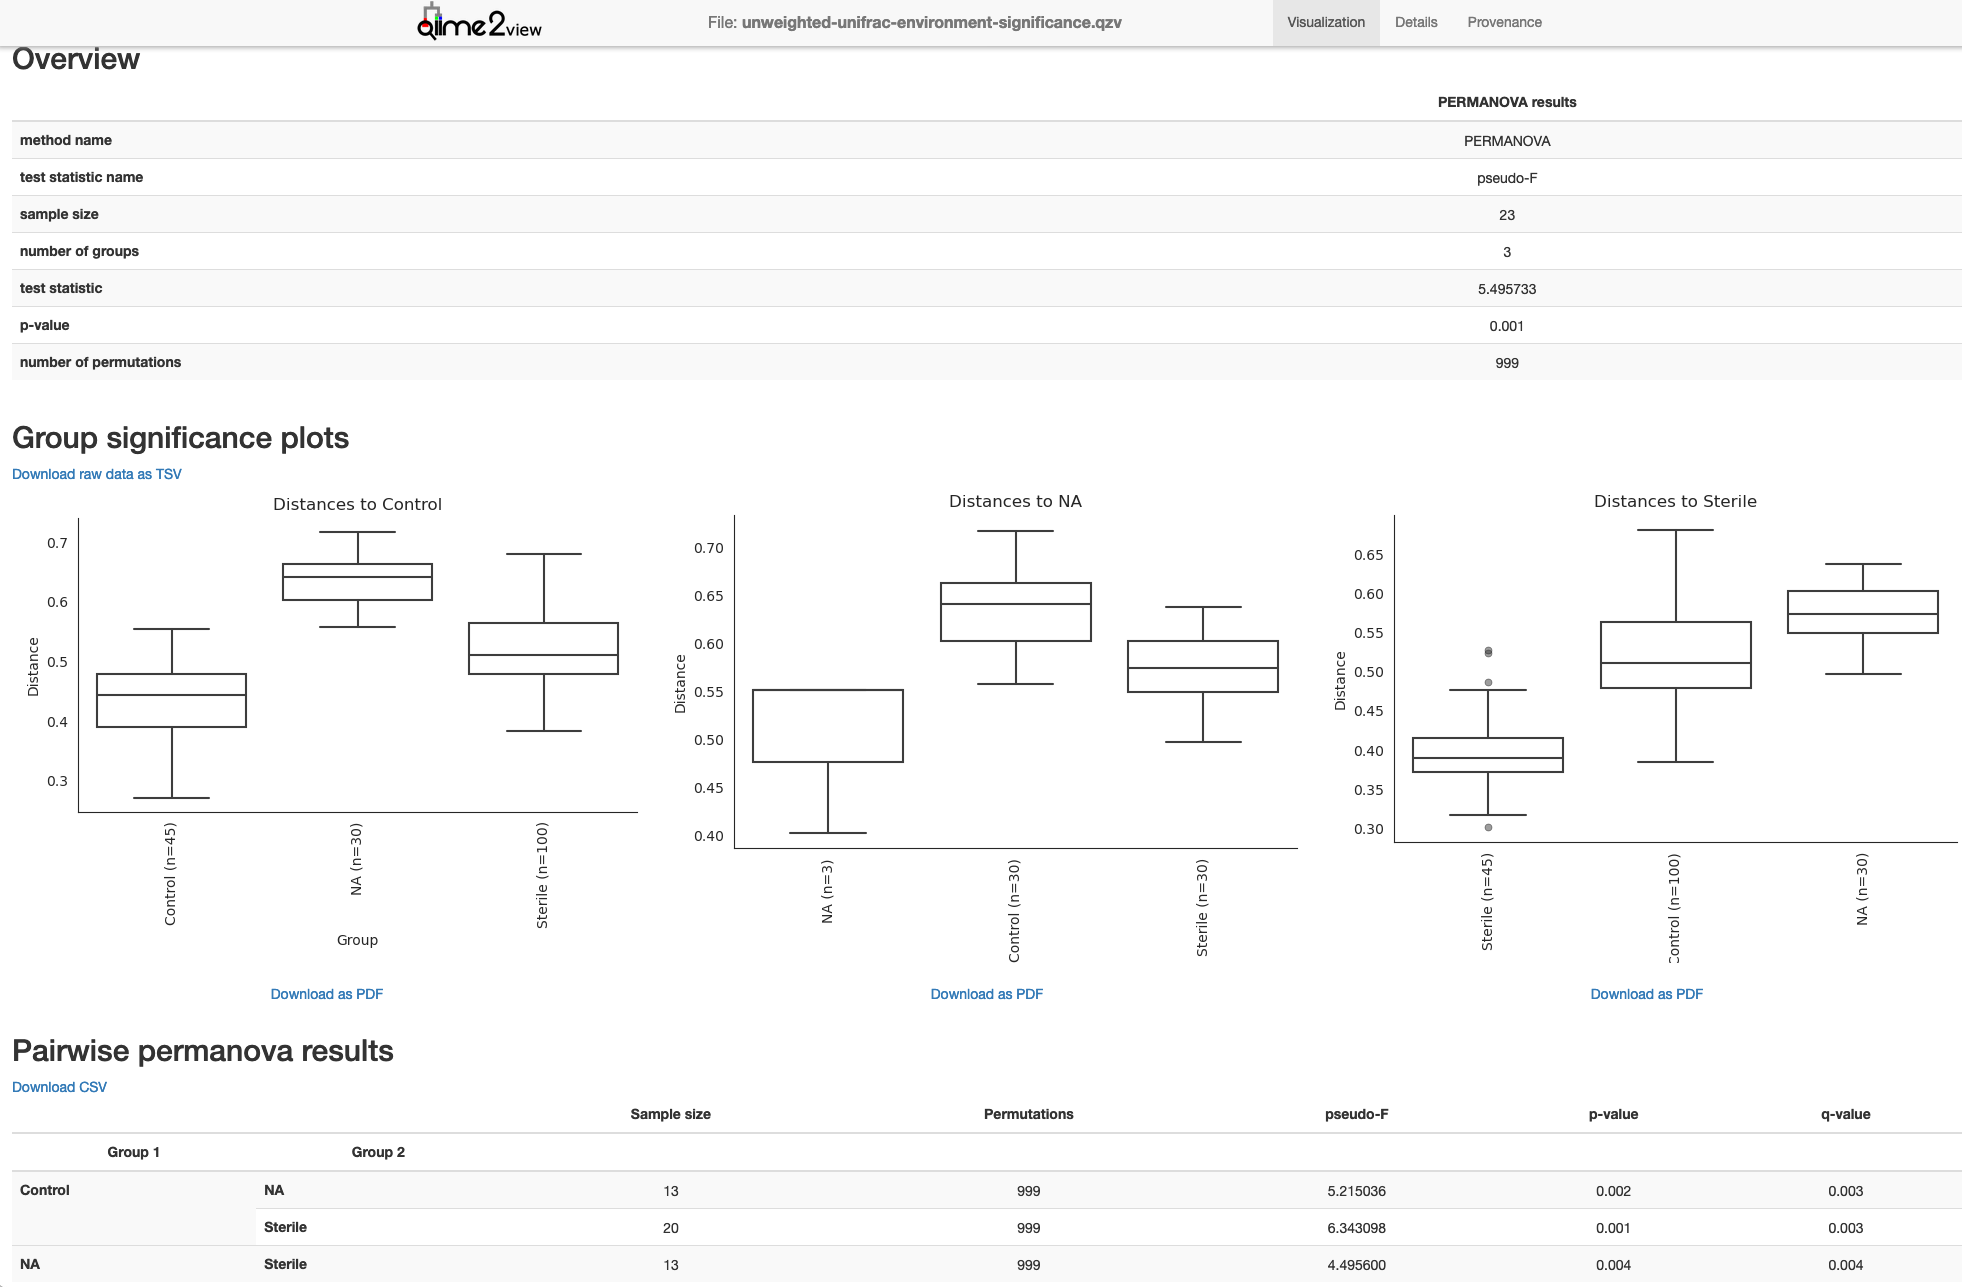 qiime2view File: unweighted-unifrac-environment-significance.qzv Visualization Details Provenance
Overview
PERMANOVA results
method name PERMANOVA
test statistic name pseudo-F
sample size 23
number of groups 3
test statistic 5.495733
p-value 0.001
number of permutations 999
Group significance plots
Download raw data as TSV
Distances to Control
0.7
0.6
0.5
0.4
0.3
Distance
Control (n=45)
NA (n=30)
Sterile (n=100)
Group
Download as PDF
Distances to NA
0.70
0.65
0.60
0.55
0.50
0.45
0.40
Distance
NA (n=3)
Control (n=30)
Sterile (n=30)
Download as PDF
Distances to Sterile
0.65
0.60
0.55
0.50
0.45
0.40
0.35
0.30
Distance
Sterile (n=45)
Control (n=100)
NA (n=30)
Download as PDF
Pairwise permanova results
Download CSV
Sample size Permutations pseudo-F p-value q-value
Group 1 Group 2
Control NA 13 999 5.215036 0.002 0.003
Sterile 20 999 6.343098 0.001 0.003
NA Sterile 13 999 4.495600 0.004 0.004